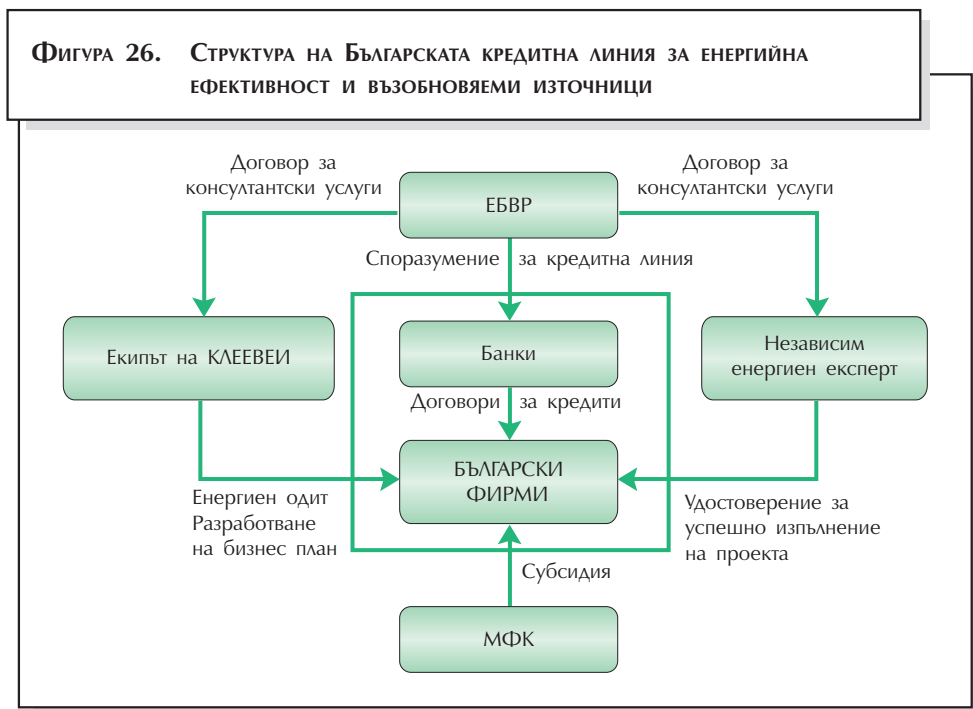 Фигура 26. Структура на Българската кредитна линия за енергийна
ефективност и възобновяеми източници
Договор за
консултантски услуги
ЕБВР
Договор за
консултантски услуги
Споразумение за кредитна линия
Екипът на КЛЕЕВЕИ
Банки
Независим
енергиен експерт
Договори за кредити
БЪЛГАРСКИ
ФИРМИ
Енергиен одит
Разработване
на бизнес план
Удостоверение за
успешно изпълнение
на проекта
Субсидия
МФК